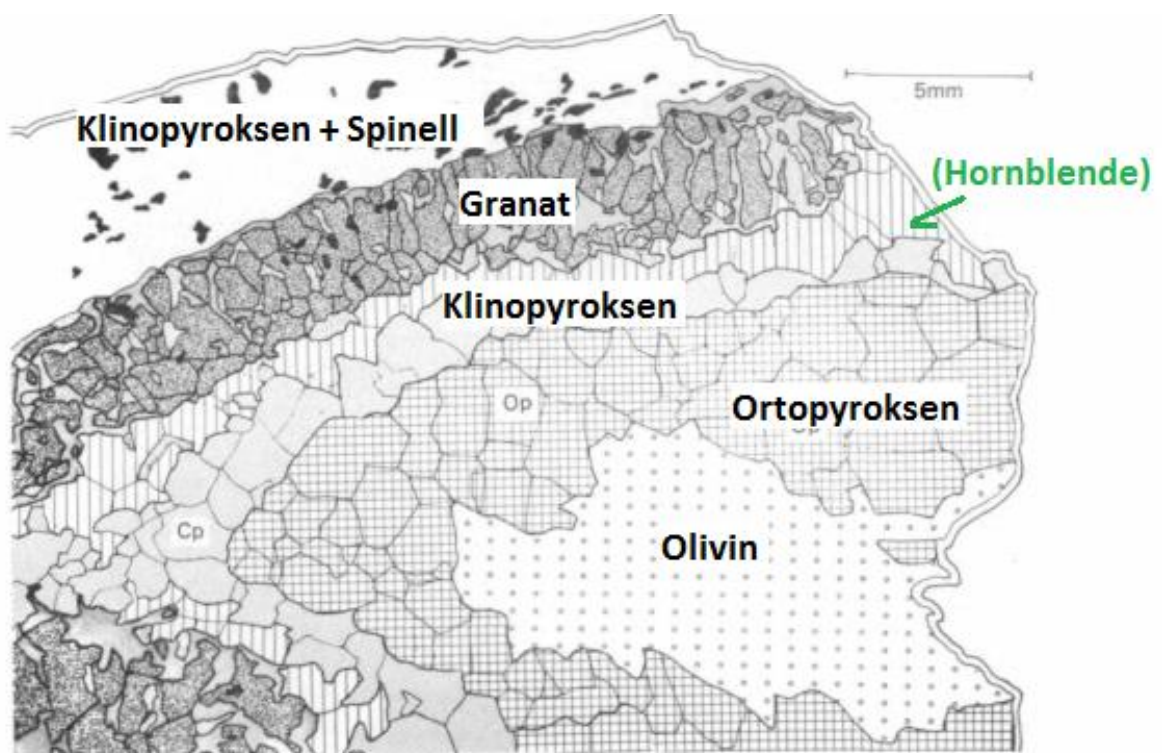 5mm
Klinopyroksen + Spinell
(Hornblende)
Granat
Klinopyroksen
Op
Ortopyroksen
Cp
Olivin